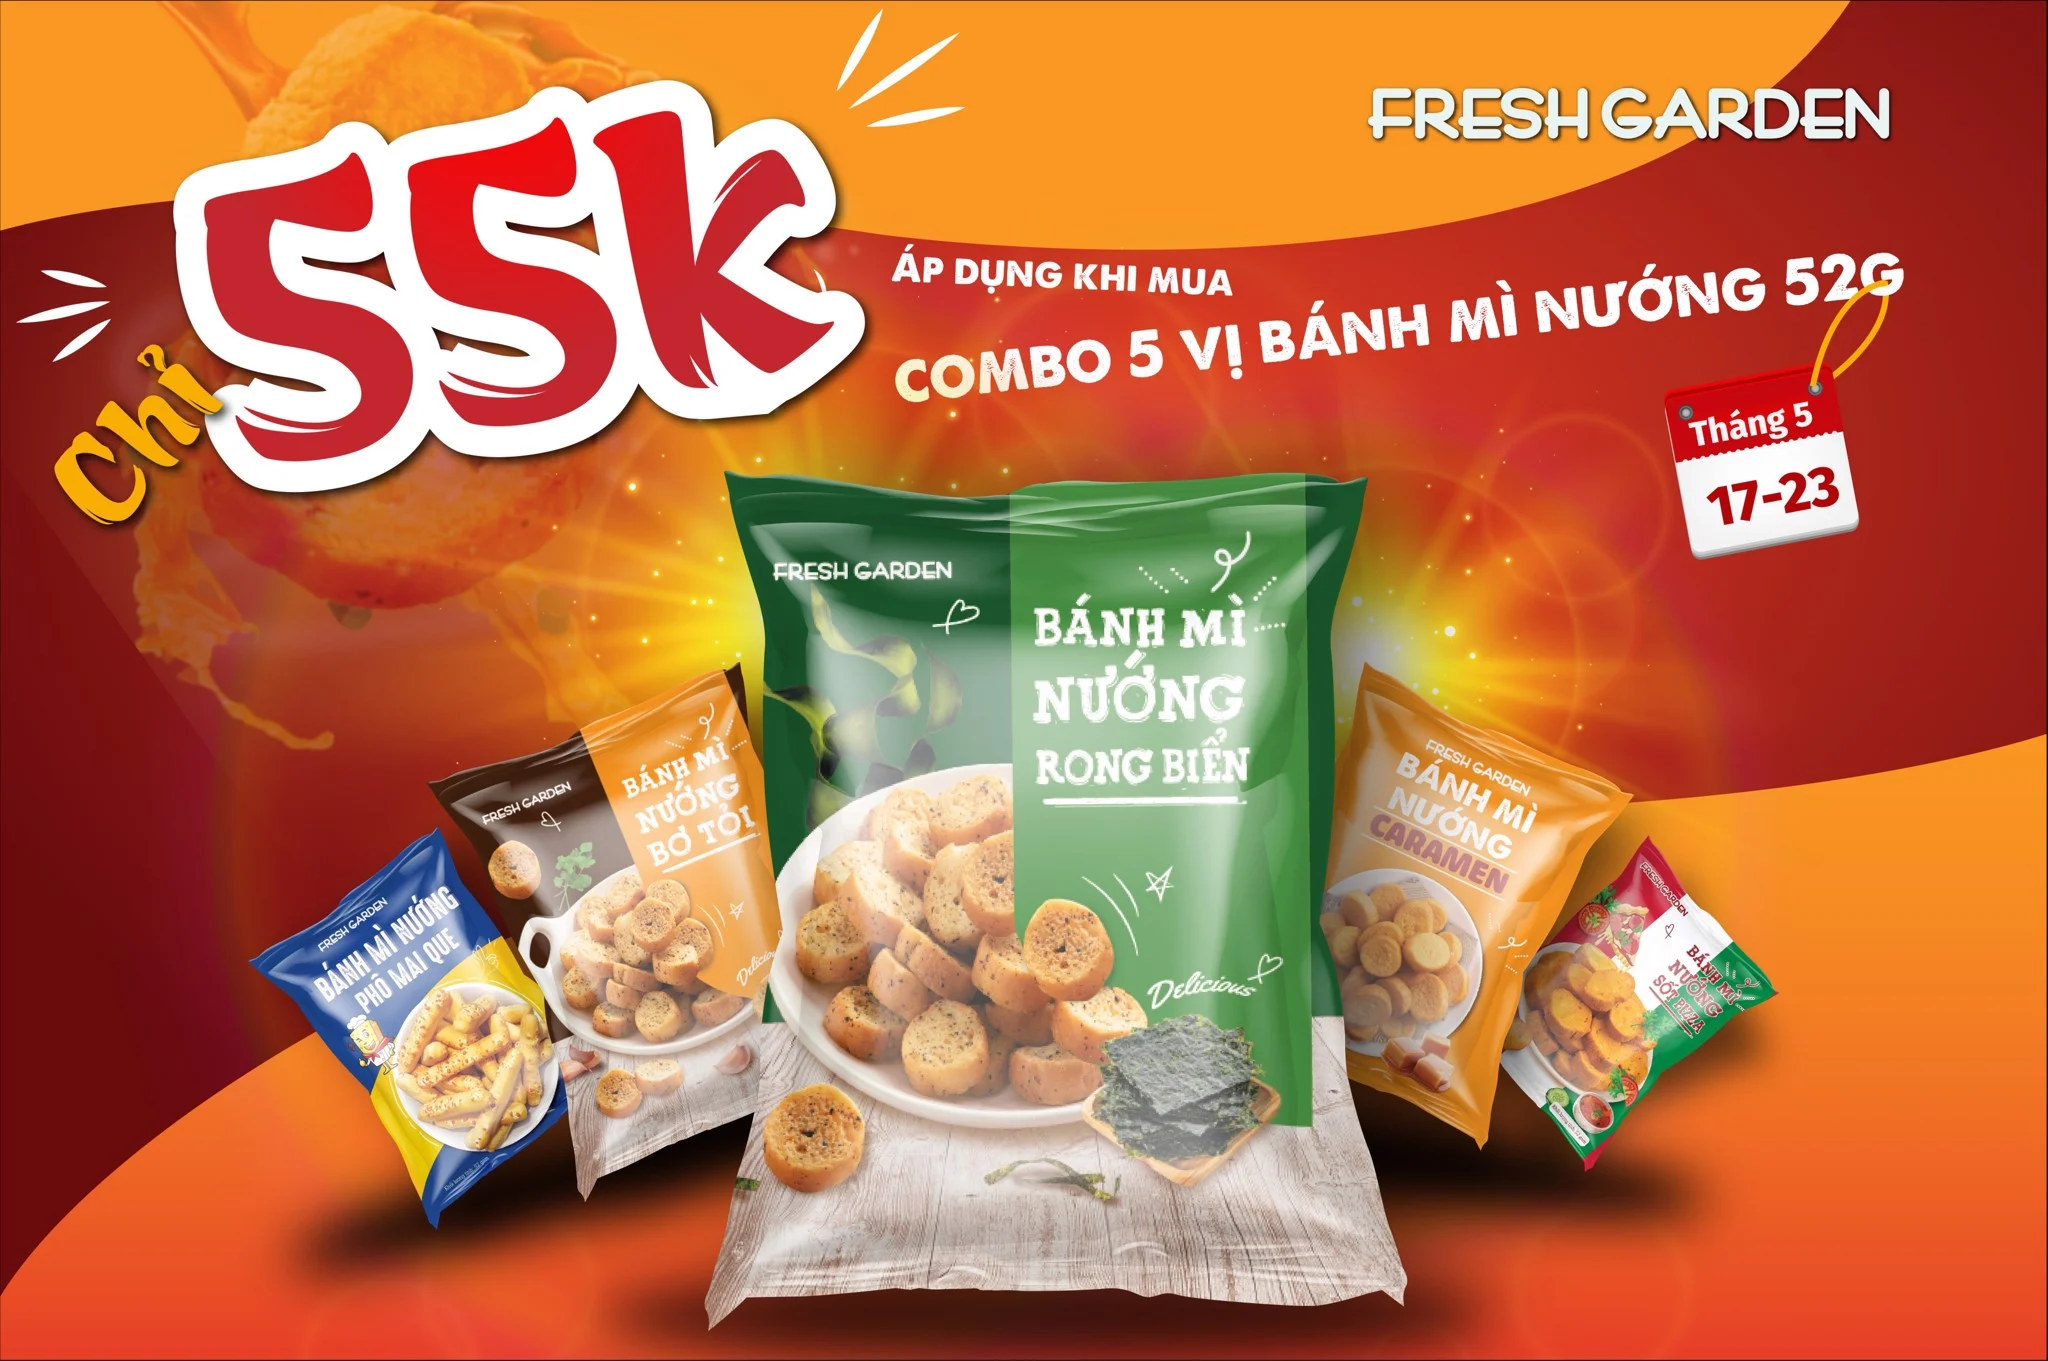 FRESH GARDEN
Chỉ 55K
ÁP DỤNG KHI MUA
COMBO 5 VỊ BÁNH MÌ NƯỚNG 52G
Tháng 5
17-23
FRESH GARDEN
BÁNH MÌ NƯỚNG
PHÔ MAI QUE
FRESH GARDEN
BÁNH MÌ
NƯỚNG
BƠ TỎI
FRESH GARDEN
BÁNH MÌ
NƯỚNG
RONG BIỂN
Delicious
FRESH GARDEN
BÁNH MÌ
NƯỚNG
CARAMEN
FRESH GARDEN
BÁNH MÌ
NƯỚNG
SỐT PIZZA